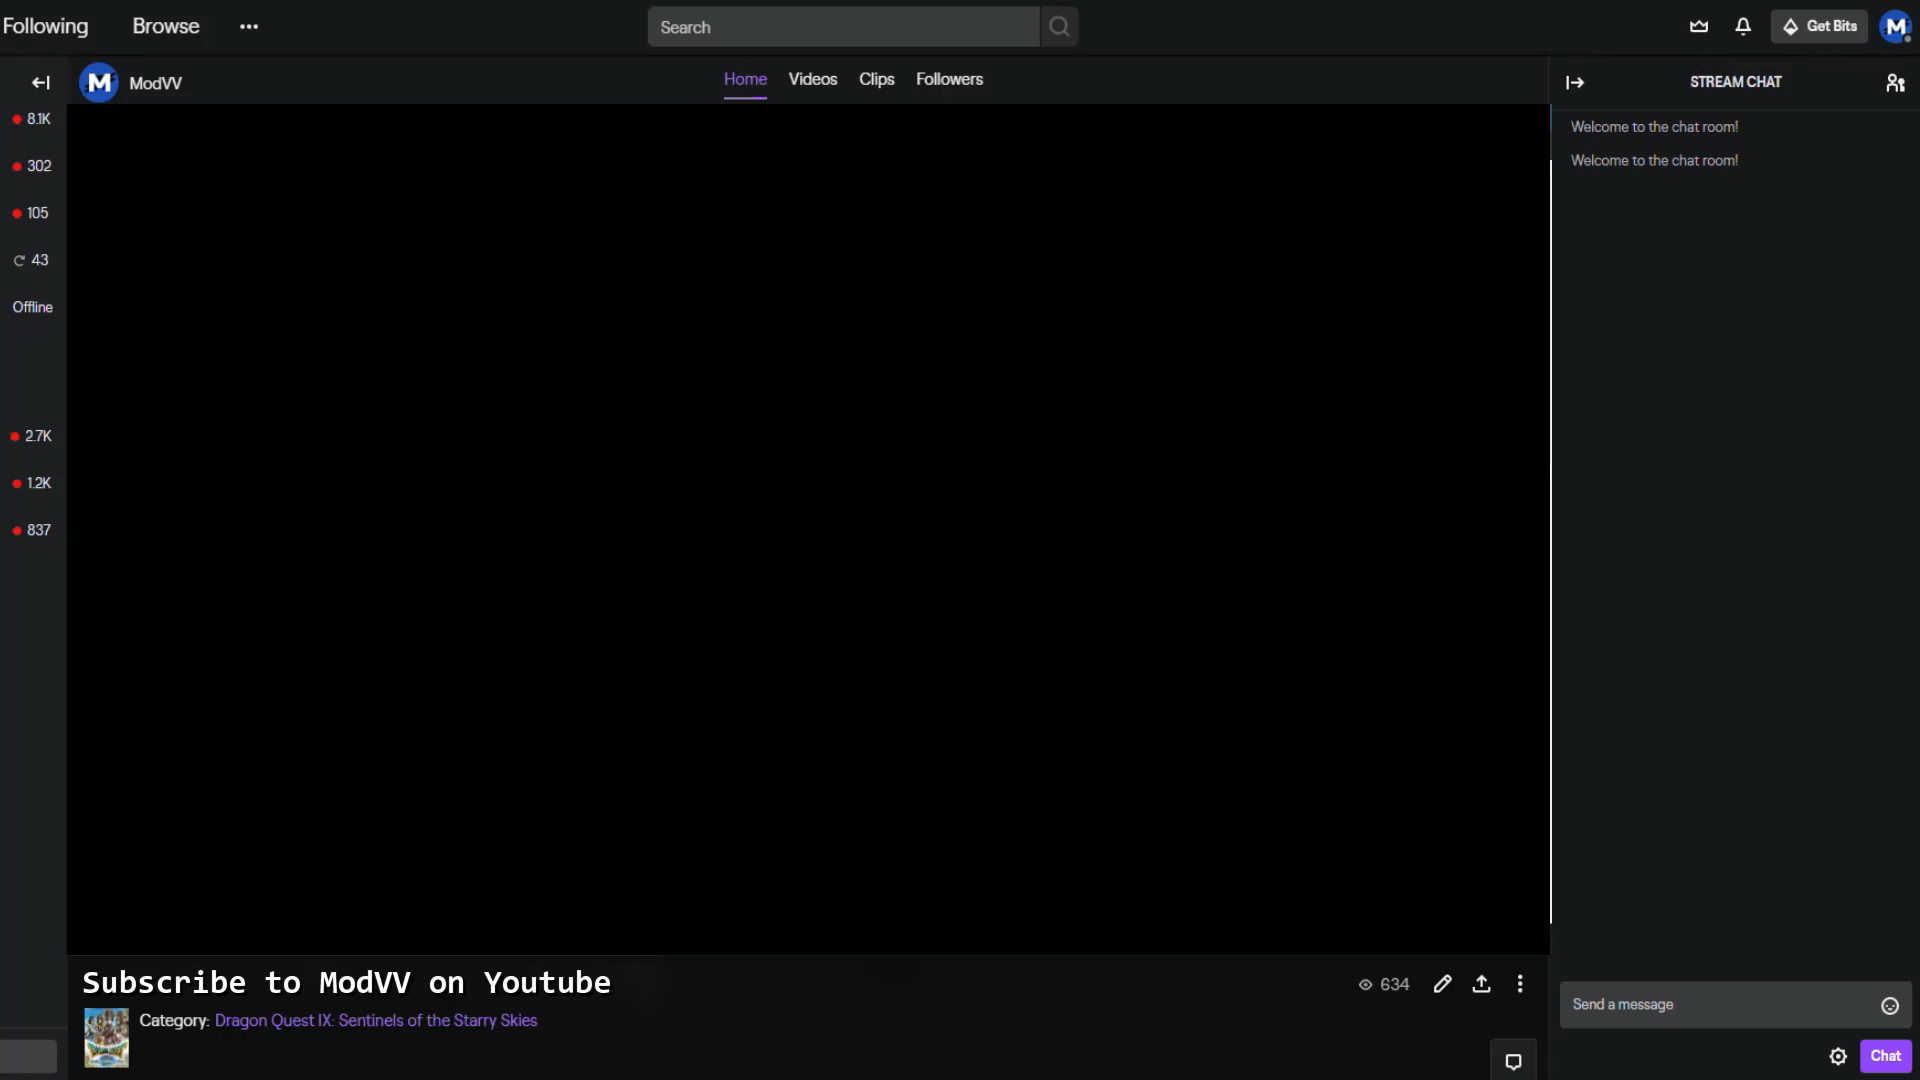 Following
Browse
Search
Get Bits
M
M
ModVV
Home
Videos
Clips
Followers
STREAM CHAT
8.1K
302
105
43
Offline
2.7K
1.2K
837
Welcome to the chat room!
Welcome to the chat room!
Subscribe to ModVV on Youtube
634
Category: Dragon Quest IX: Sentinels of the Starry Skies
Send a message
Chat